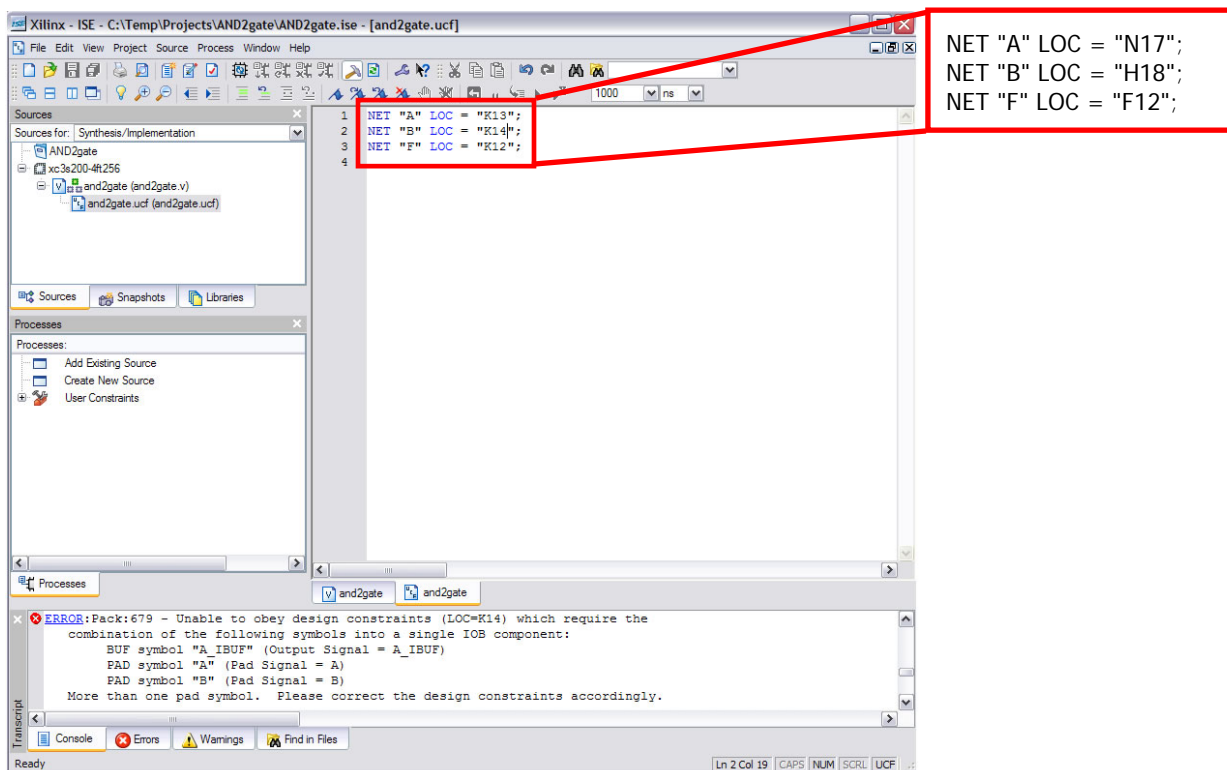 Xilinx - ISE - C:\Temp\Projects\AND2gate\AND2gate.ise - [and2gate.ucf]
File Edit View Project Source Process Window Help
1000 ns
Sources
Sources for: Synthesis/Implementation
AND2gate
xc3s200-4ft256
and2gate (and2gate.v)
and2gate.ucf (and2gate.ucf)
Sources Snapshots Libraries
Processes
Processes:
Add Existing Source
Create New Source
User Constraints
Processes
1 NET "A" LOC = "K13";
2 NET "B" LOC = "K14";
3 NET "F" LOC = "K12";
4
and2gate and2gate
NET "A" LOC = "N17";
NET "B" LOC = "H18";
NET "F" LOC = "F12";
ERROR:Pack:679 - Unable to obey design constraints (LOC=K14) which require the
combination of the following symbols into a single IOB component:
BUF symbol "A_IBUF" (Output Signal = A_IBUF)
PAD symbol "A" (Pad Signal = A)
PAD symbol "B" (Pad Signal = B)
More than one pad symbol. Please correct the design constraints accordingly.
Transcript
Console Errors Warnings Find in Files
Ready
Ln 2 Col 19 CAPS NUM SCRL UCF